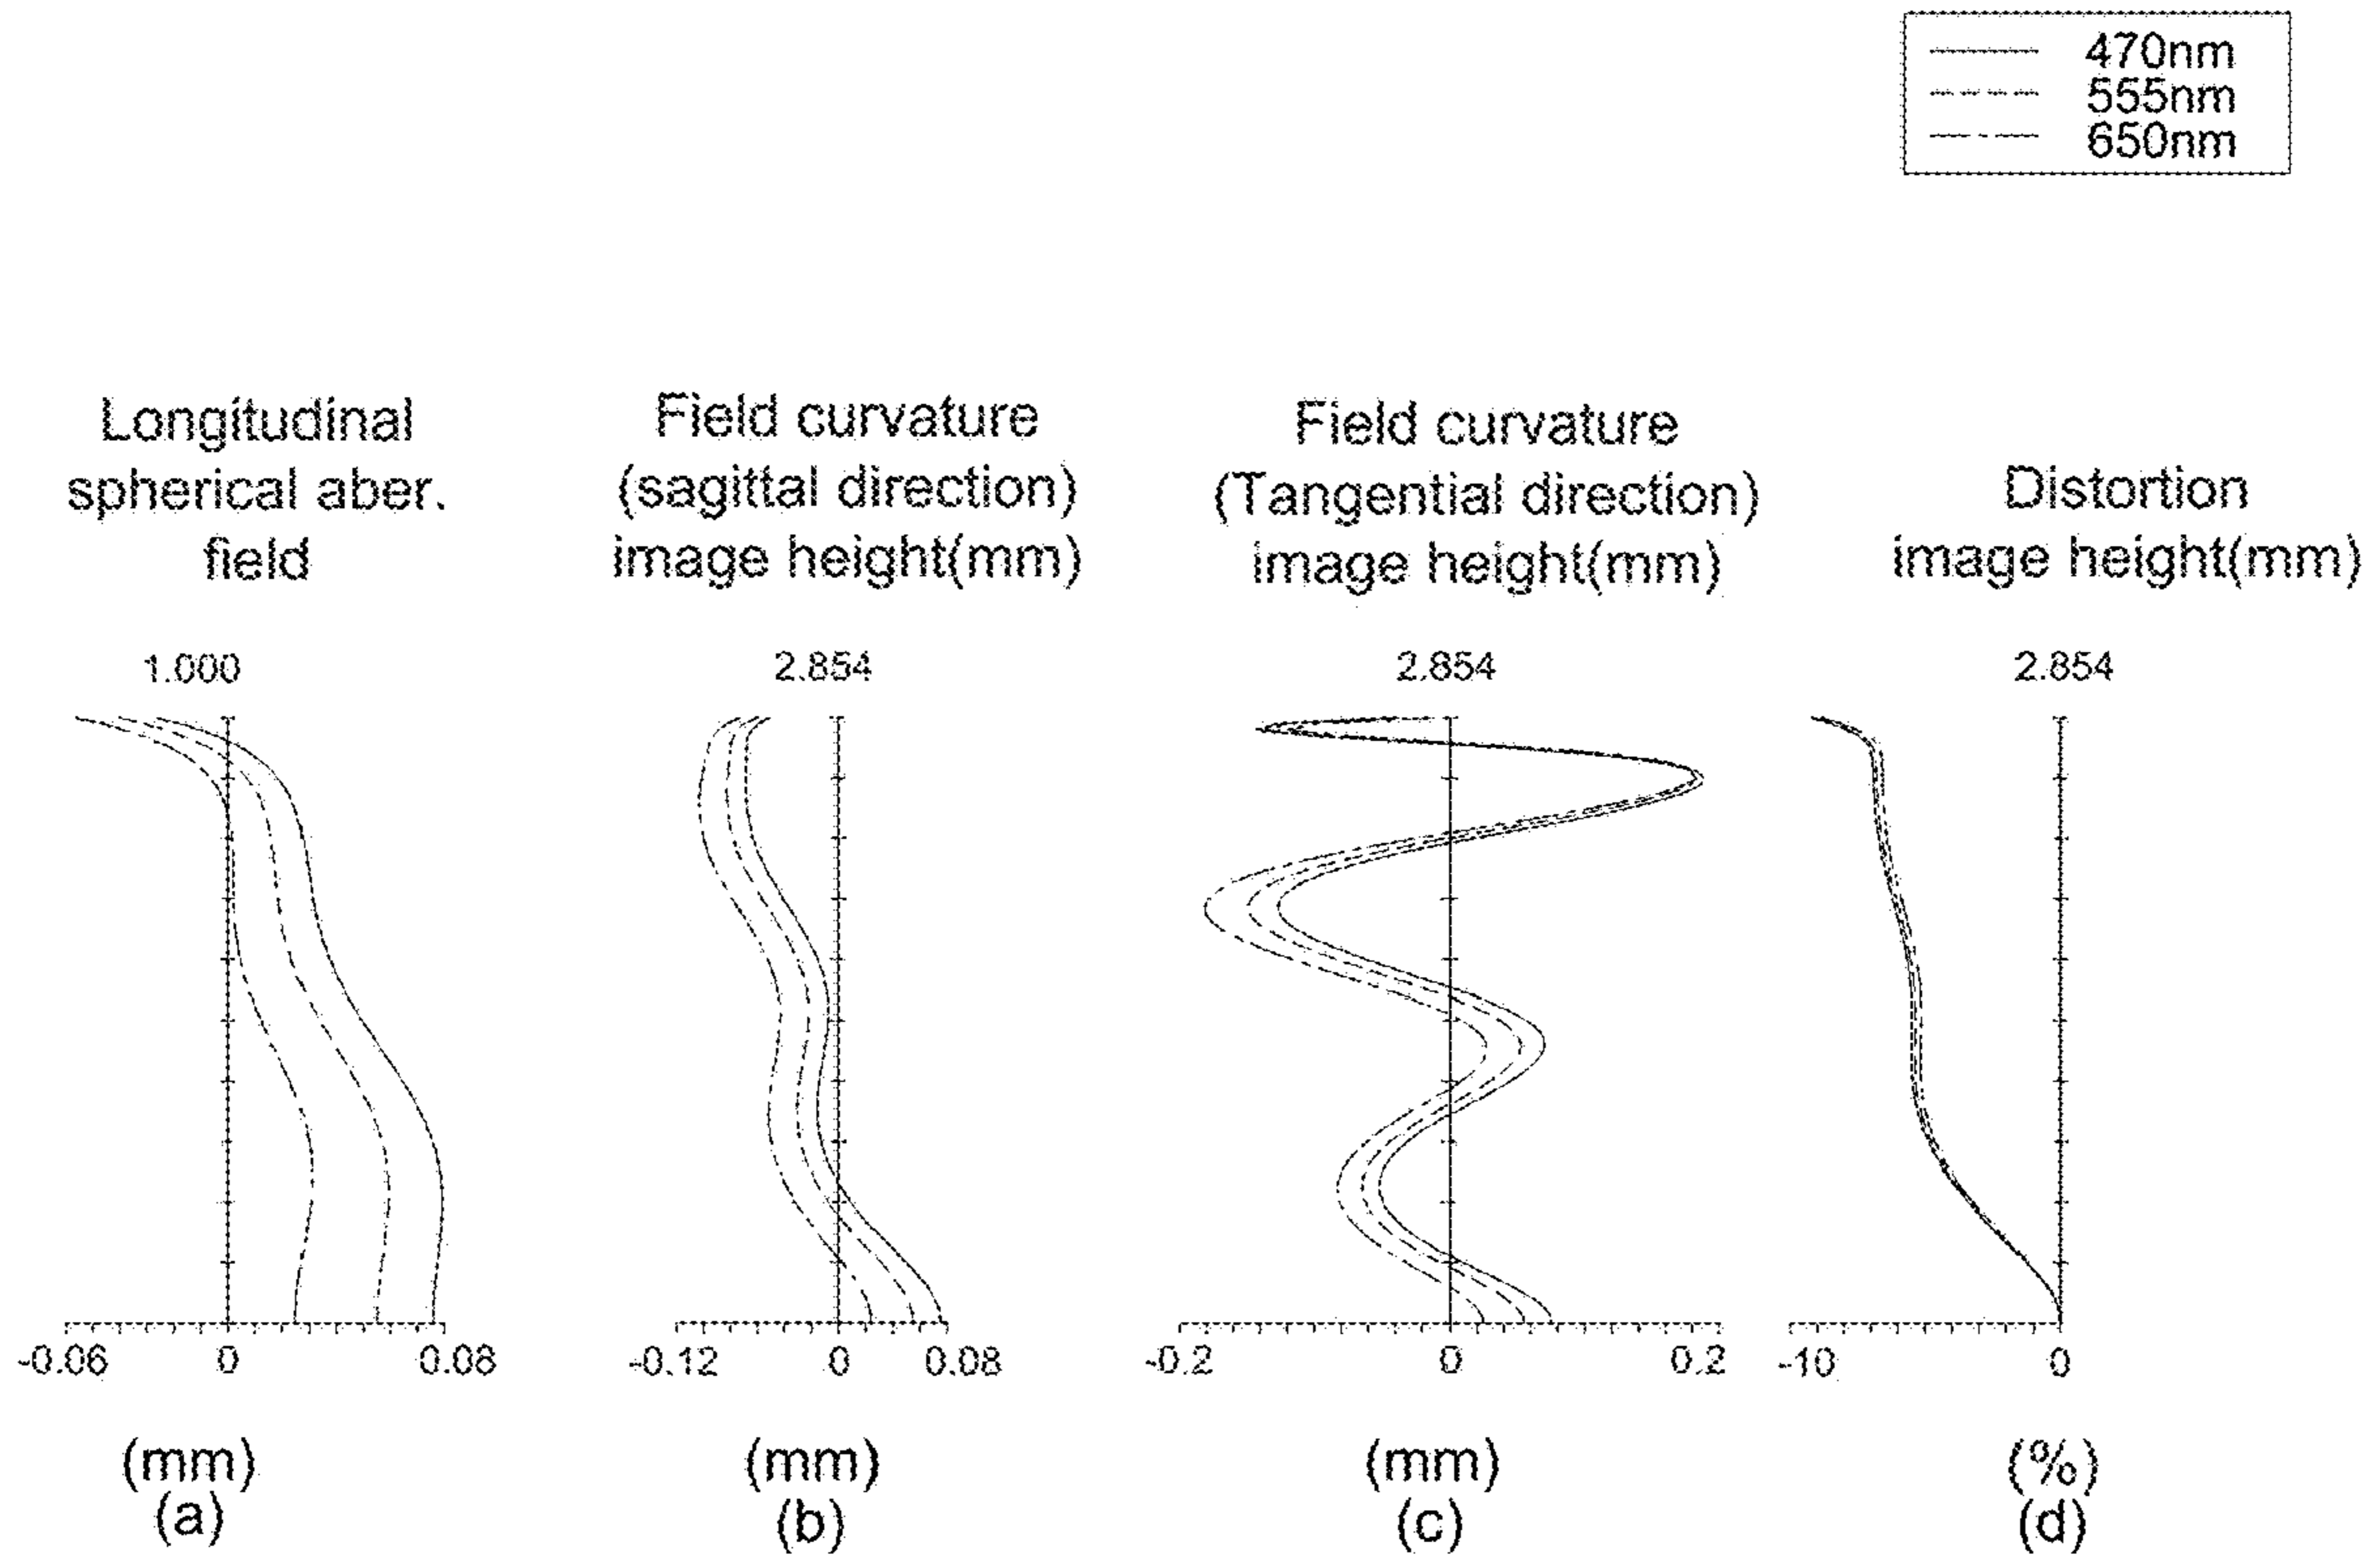 470nm
555nm
650nm
Longitudinal
spherical aber.
field
Field curvature
(sagittal direction)
image height(mm)
Field curvature
(Tangential direction)
image height(mm)
Distortion
image height(mm)
1.000
2.854
2.854
2.854
-0.06 0 0.08
-0.12 0 0.08
-0.2 0 0.2
-10 0
(mm)
(a)
(mm)
(b)
(mm)
(c)
(%)
(d)